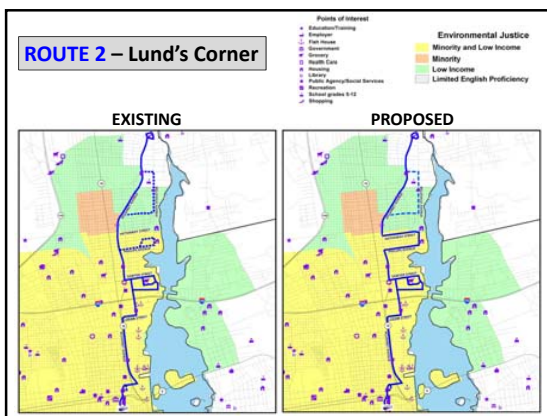 ROUTE 2 – Lund's Corner
Points of Interest
Education/Training
Employer
Fish House
Government
Grocery
Health Care
Housing
Library
Public Agency/Social Services
Recreation
School grades 5-12
Shopping
Environmental Justice
Minority and Low Income
Minority
Low Income
Limited English Proficiency
EXISTING
PROPOSED